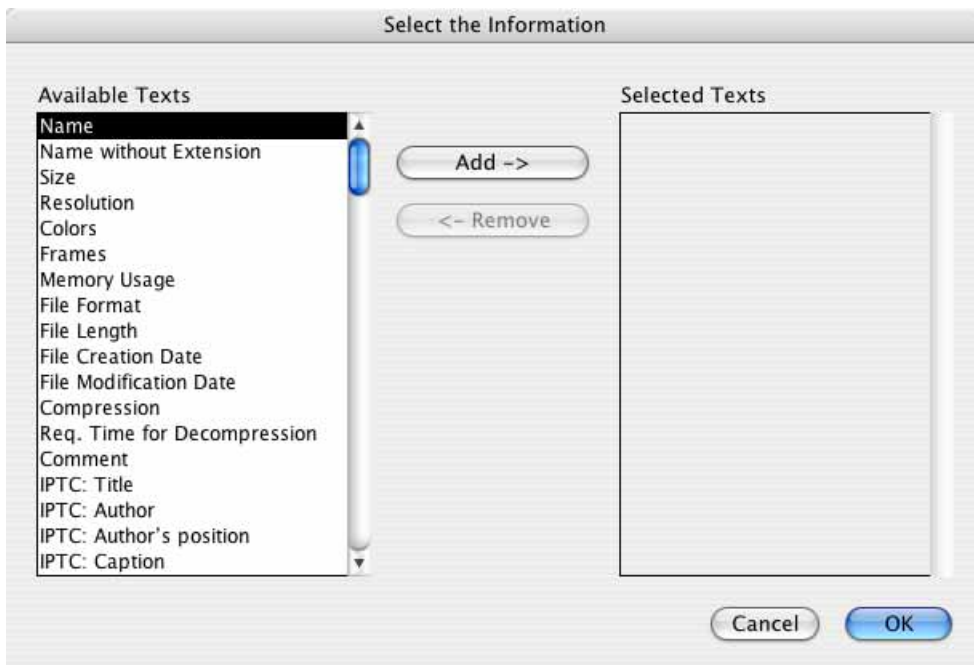 Select the Information
Available Texts
Name
Name without Extension
Size
Resolution
Colors
Frames
Memory Usage
File Format
File Length
File Creation Date
File Modification Date
Compression
Req. Time for Decompression
Comment
IPTC: Title
IPTC: Author
IPTC: Author's position
IPTC: Caption
Add ->
<- Remove
Selected Texts
Cancel
OK